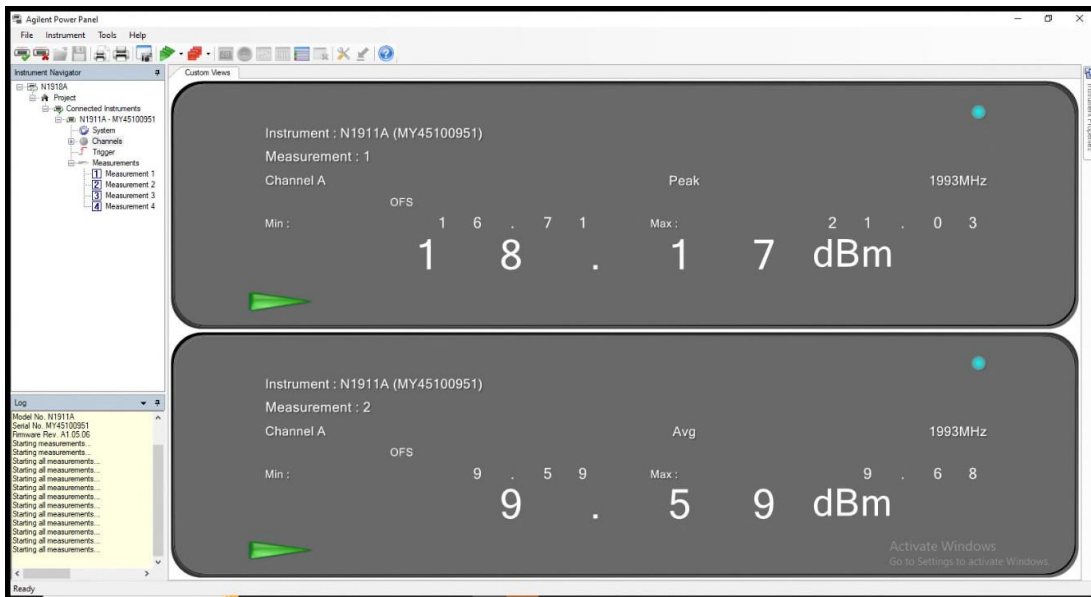 Agilent Power Panel
File Instrument Tools Help
Instrument Navigator
N1918A
Project
Connected Instruments
N1911A - MY45100951
System
Channels
Trigger
Measurements
1 Measurement 1
2 Measurement 2
3 Measurement 3
4 Measurement 4
Custom Views
Instrument : N1911A (MY45100951)
Measurement : 1
Channel A Peak 1993MHz
OFS
Min : 16.71 Max : 21.03
18.17 dBm
Instrument : N1911A (MY45100951)
Measurement : 2
Channel A Avg 1993MHz
OFS
Min : 9.59 Max : 9.68
9.59 dBm
Log
Model No. N1911A
Serial No. MY45100951
Firmware Rev. A1.05.06
Starting measurements...
Starting measurements...
Starting all measurements...
Starting all measurements...
Starting all measurements...
Starting all measurements...
Starting all measurements...
Starting all measurements...
Starting all measurements...
Starting all measurements...
Starting all measurements...
Starting all measurements...
Starting all measurements...
Activate Windows
Go to Settings to activate Windows.
Ready
Instrument Properties